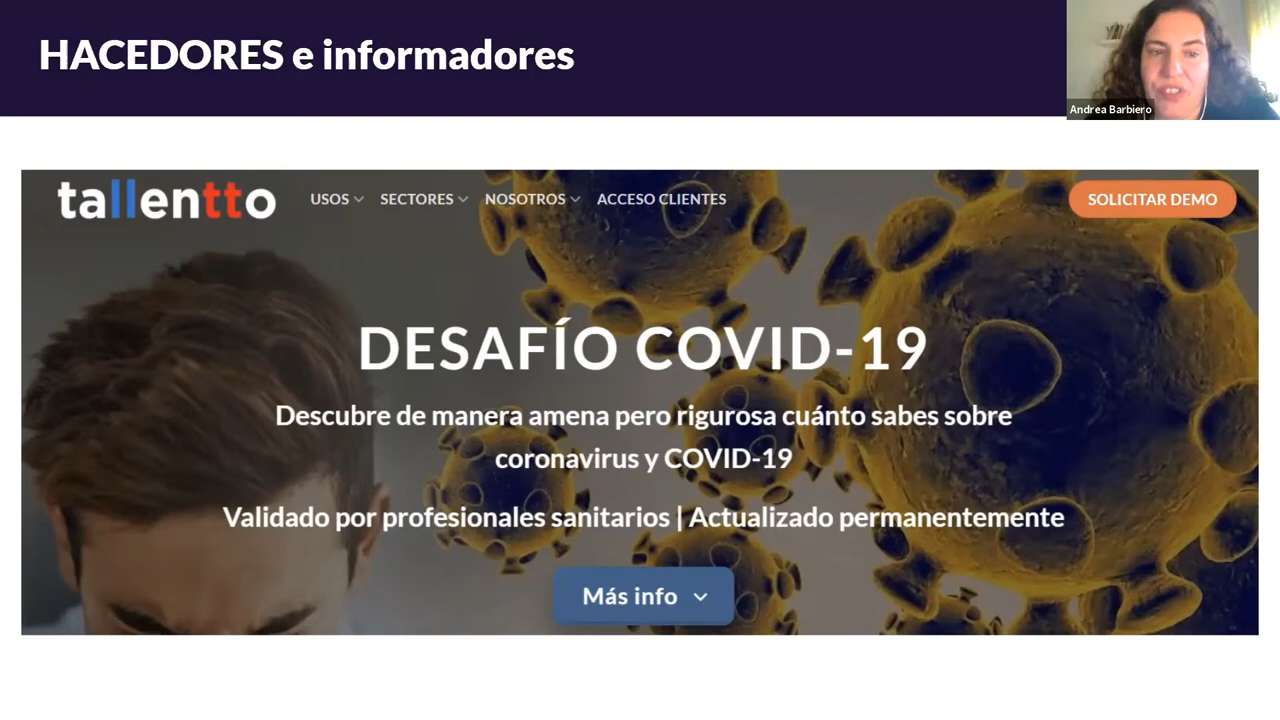 HACEDORES e informadores
Andrea Barbiero
tallentto
USOS
SECTORES
NOSOTROS
ACCESO CLIENTES
SOLICITAR DEMO
DESAFÍO COVID-19
Descubre de manera amena pero rigurosa cuánto sabes sobre
coronavirus y COVID-19
Validado por profesionales sanitarios | Actualizado permanentemente
Más info